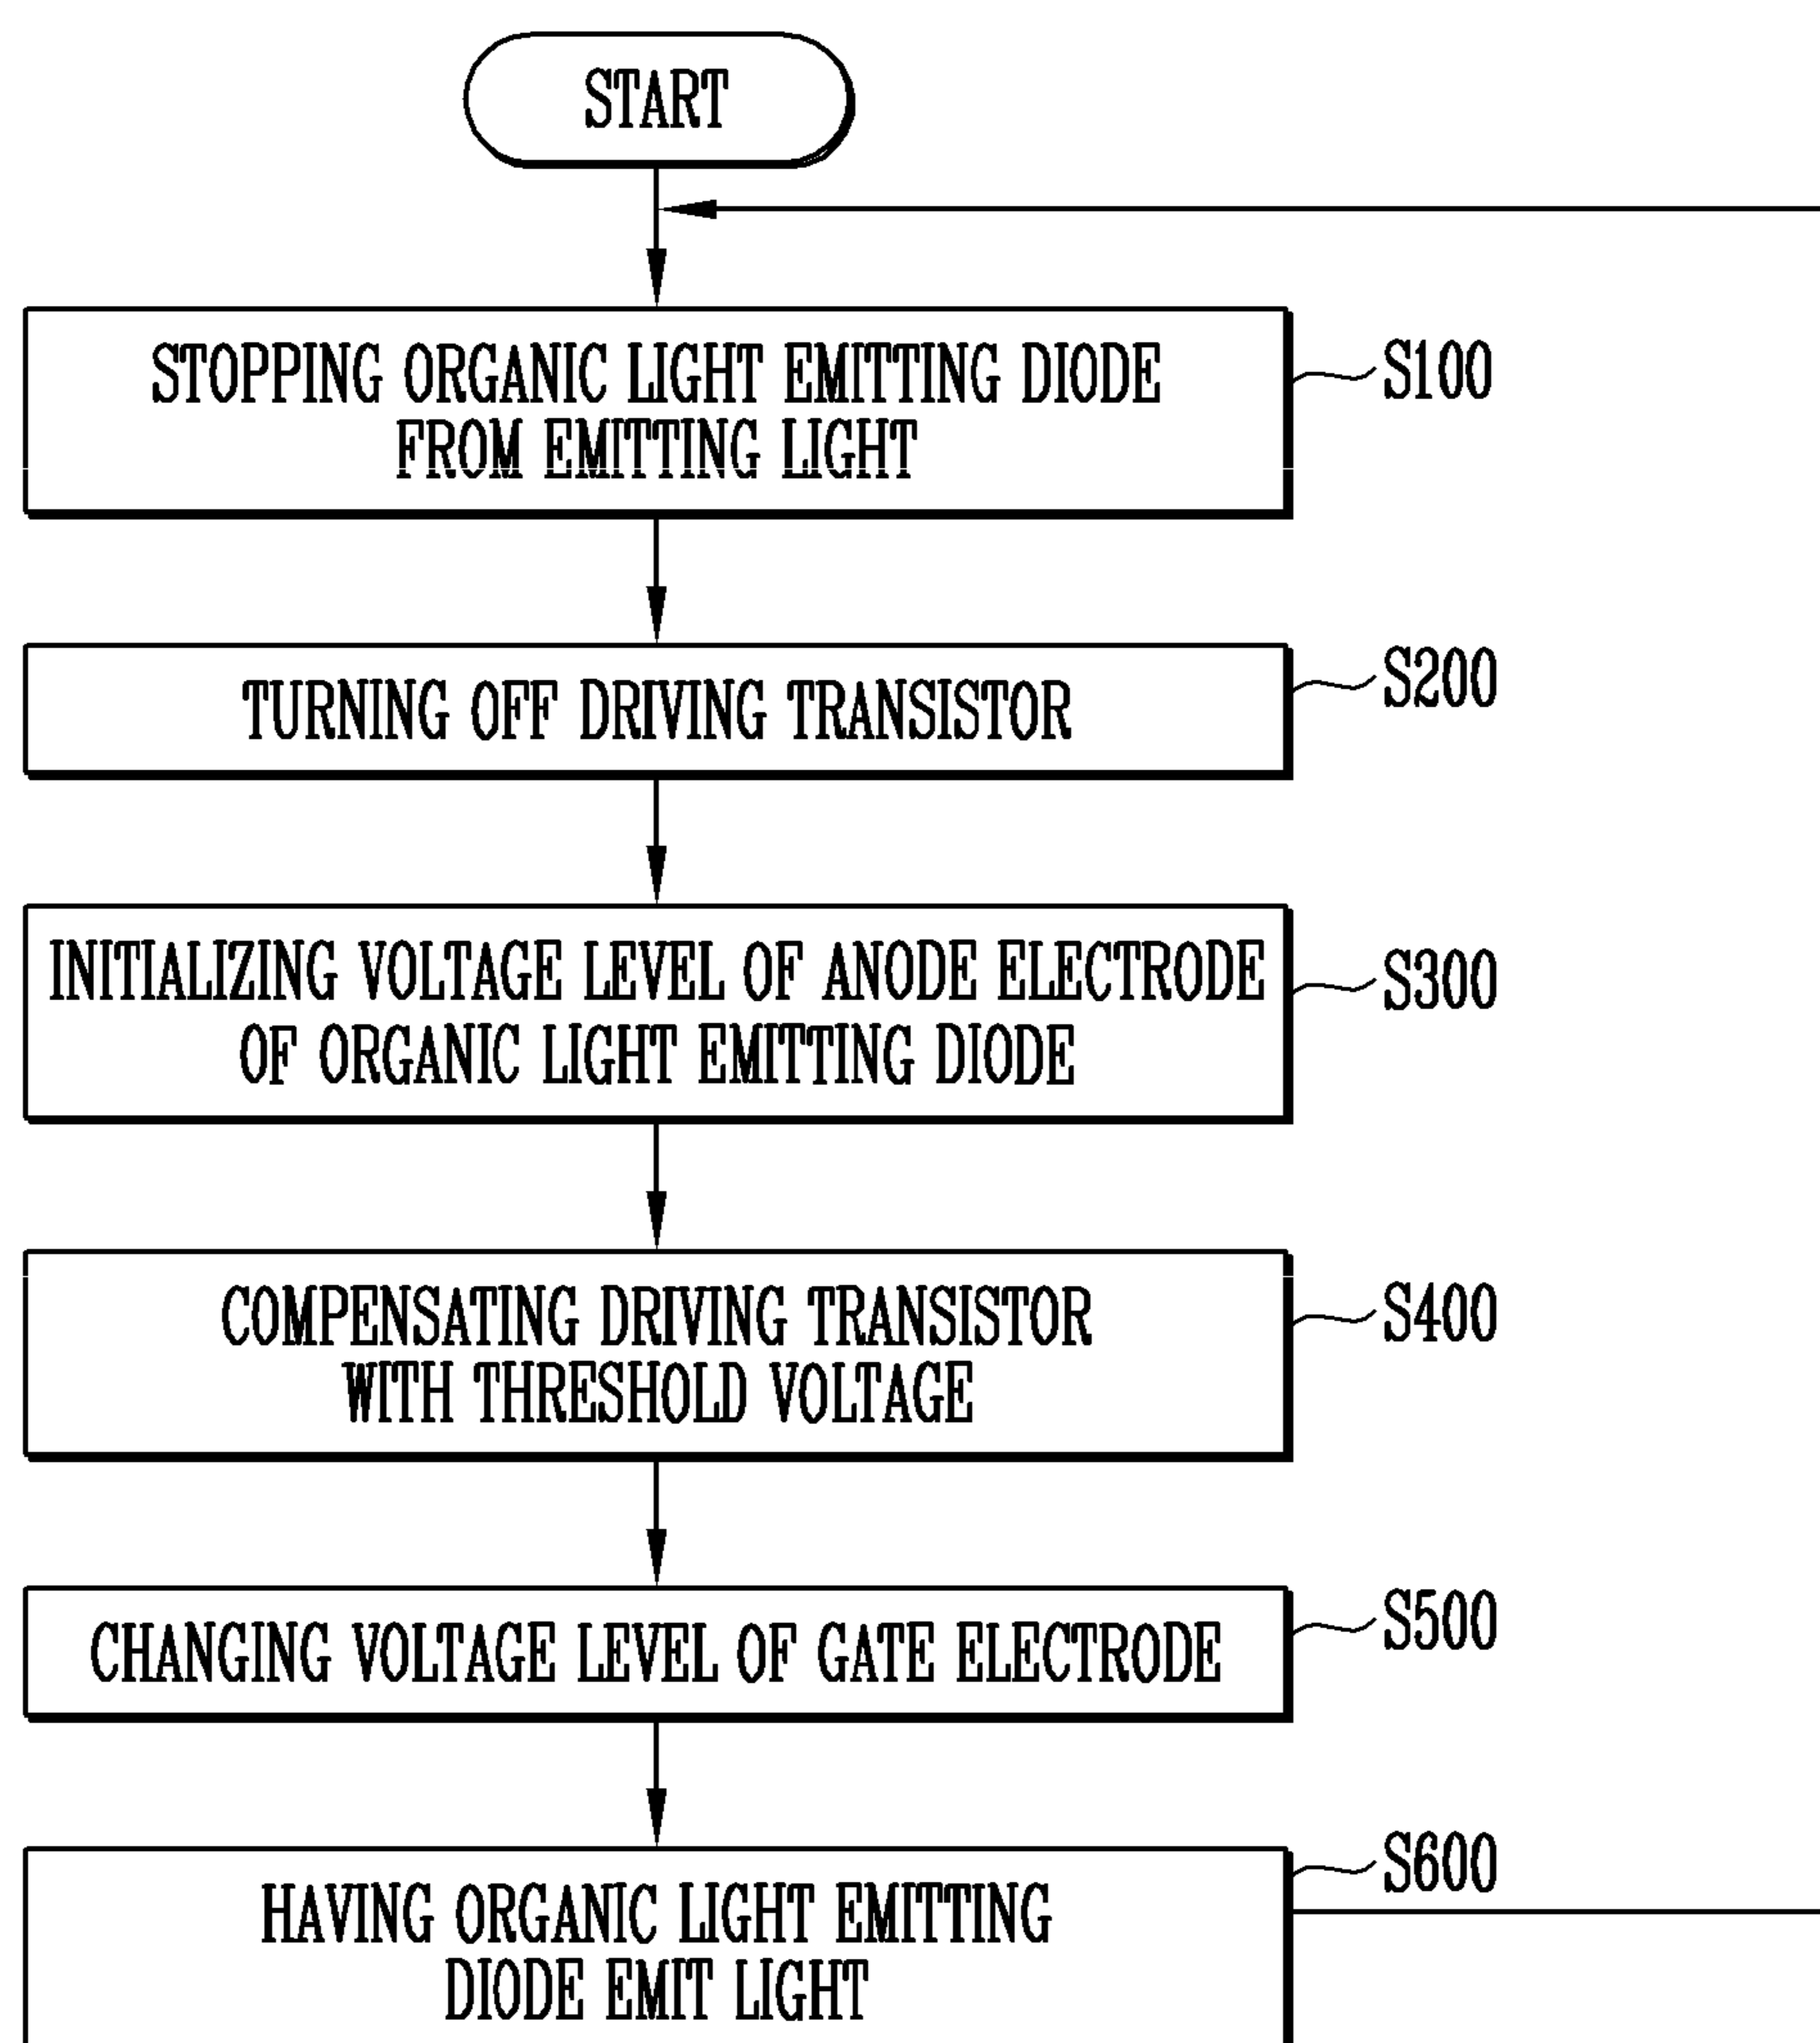 START
STOPPING ORGANIC LIGHT EMITTING DIODE
FROM EMITTING LIGHT
S100
TURNING OFF DRIVING TRANSISTOR
S200
INITIALIZING VOLTAGE LEVEL OF ANODE ELECTRODE
OF ORGANIC LIGHT EMITTING DIODE
S300
COMPENSATING DRIVING TRANSISTOR
WITH THRESHOLD VOLTAGE
S400
CHANGING VOLTAGE LEVEL OF GATE ELECTRODE
S500
HAVING ORGANIC LIGHT EMITTING
DIODE EMIT LIGHT
S600